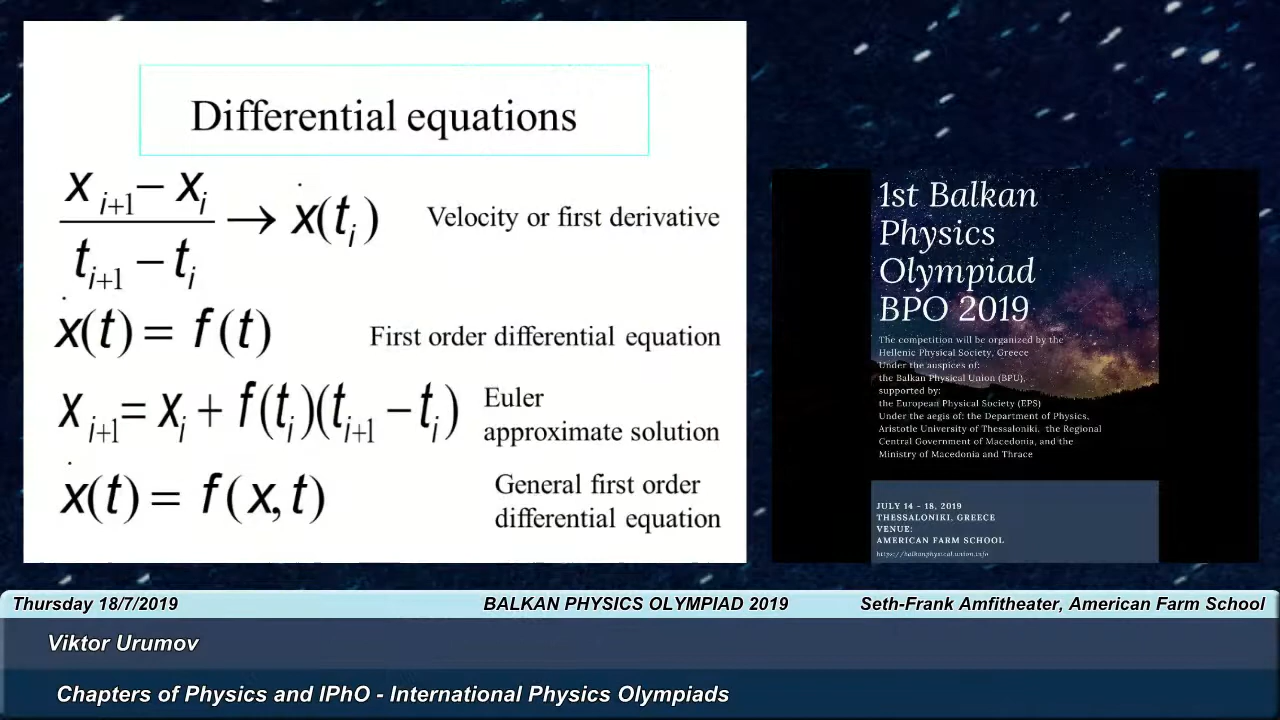 Differential equations
x_{i+1} − x_i / t_{i+1} − t_i → ẋ(t_i) Velocity or first derivative
ẋ(t) = f(t) First order differential equation
x_{i+1} = x_i + f(t_i)(t_{i+1} − t_i) Euler
approximate solution
ẋ(t) = f(x,t) General first order
differential equation
1st Balkan
Physics
Olympiad
BPO 2019
The competition will be organized by the
Hellenic Physical Society, Greece
Under the auspices of:
the Balkan Physical Union (BPU),
supported by:
the European Physical Society (EPS)
Under the aegis of: the Department of Physics,
Aristotle University of Thessaloniki, the Regional
Central Government of Macedonia, and the
Ministry of Macedonia and Thrace
JULY 14 - 18, 2019
THESSALONIKI, GREECE
VENUE:
AMERICAN FARM SCHOOL
https://balkanphysical.union.info
Thursday 18/7/2019 BALKAN PHYSICS OLYMPIAD 2019 Seth-Frank Amfitheater, American Farm School
Viktor Urumov
Chapters of Physics and IPhO - International Physics Olympiads